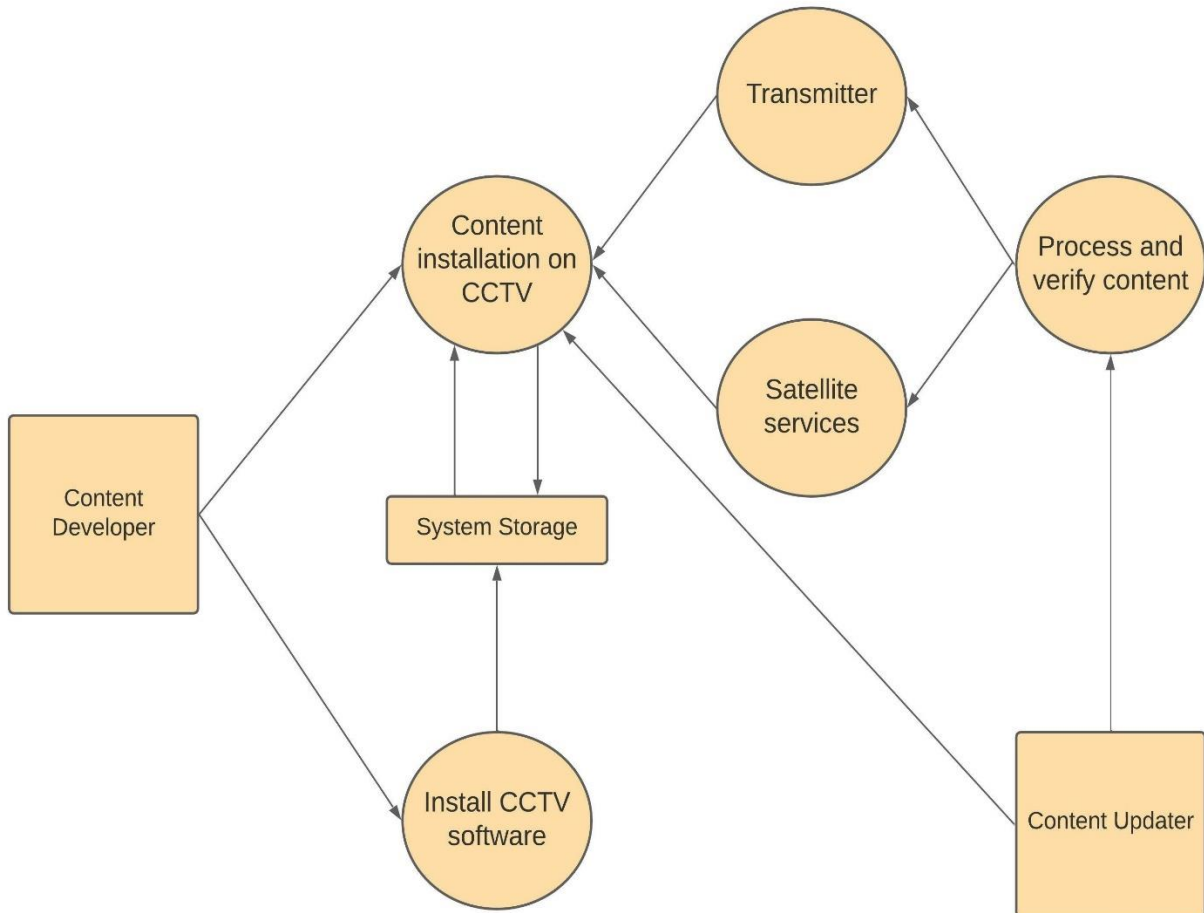 Transmitter
Content
installation on
CCTV
Process and
verify content
Satellite
services
Content
Developer
System Storage
Install CCTV
software
Content Updater